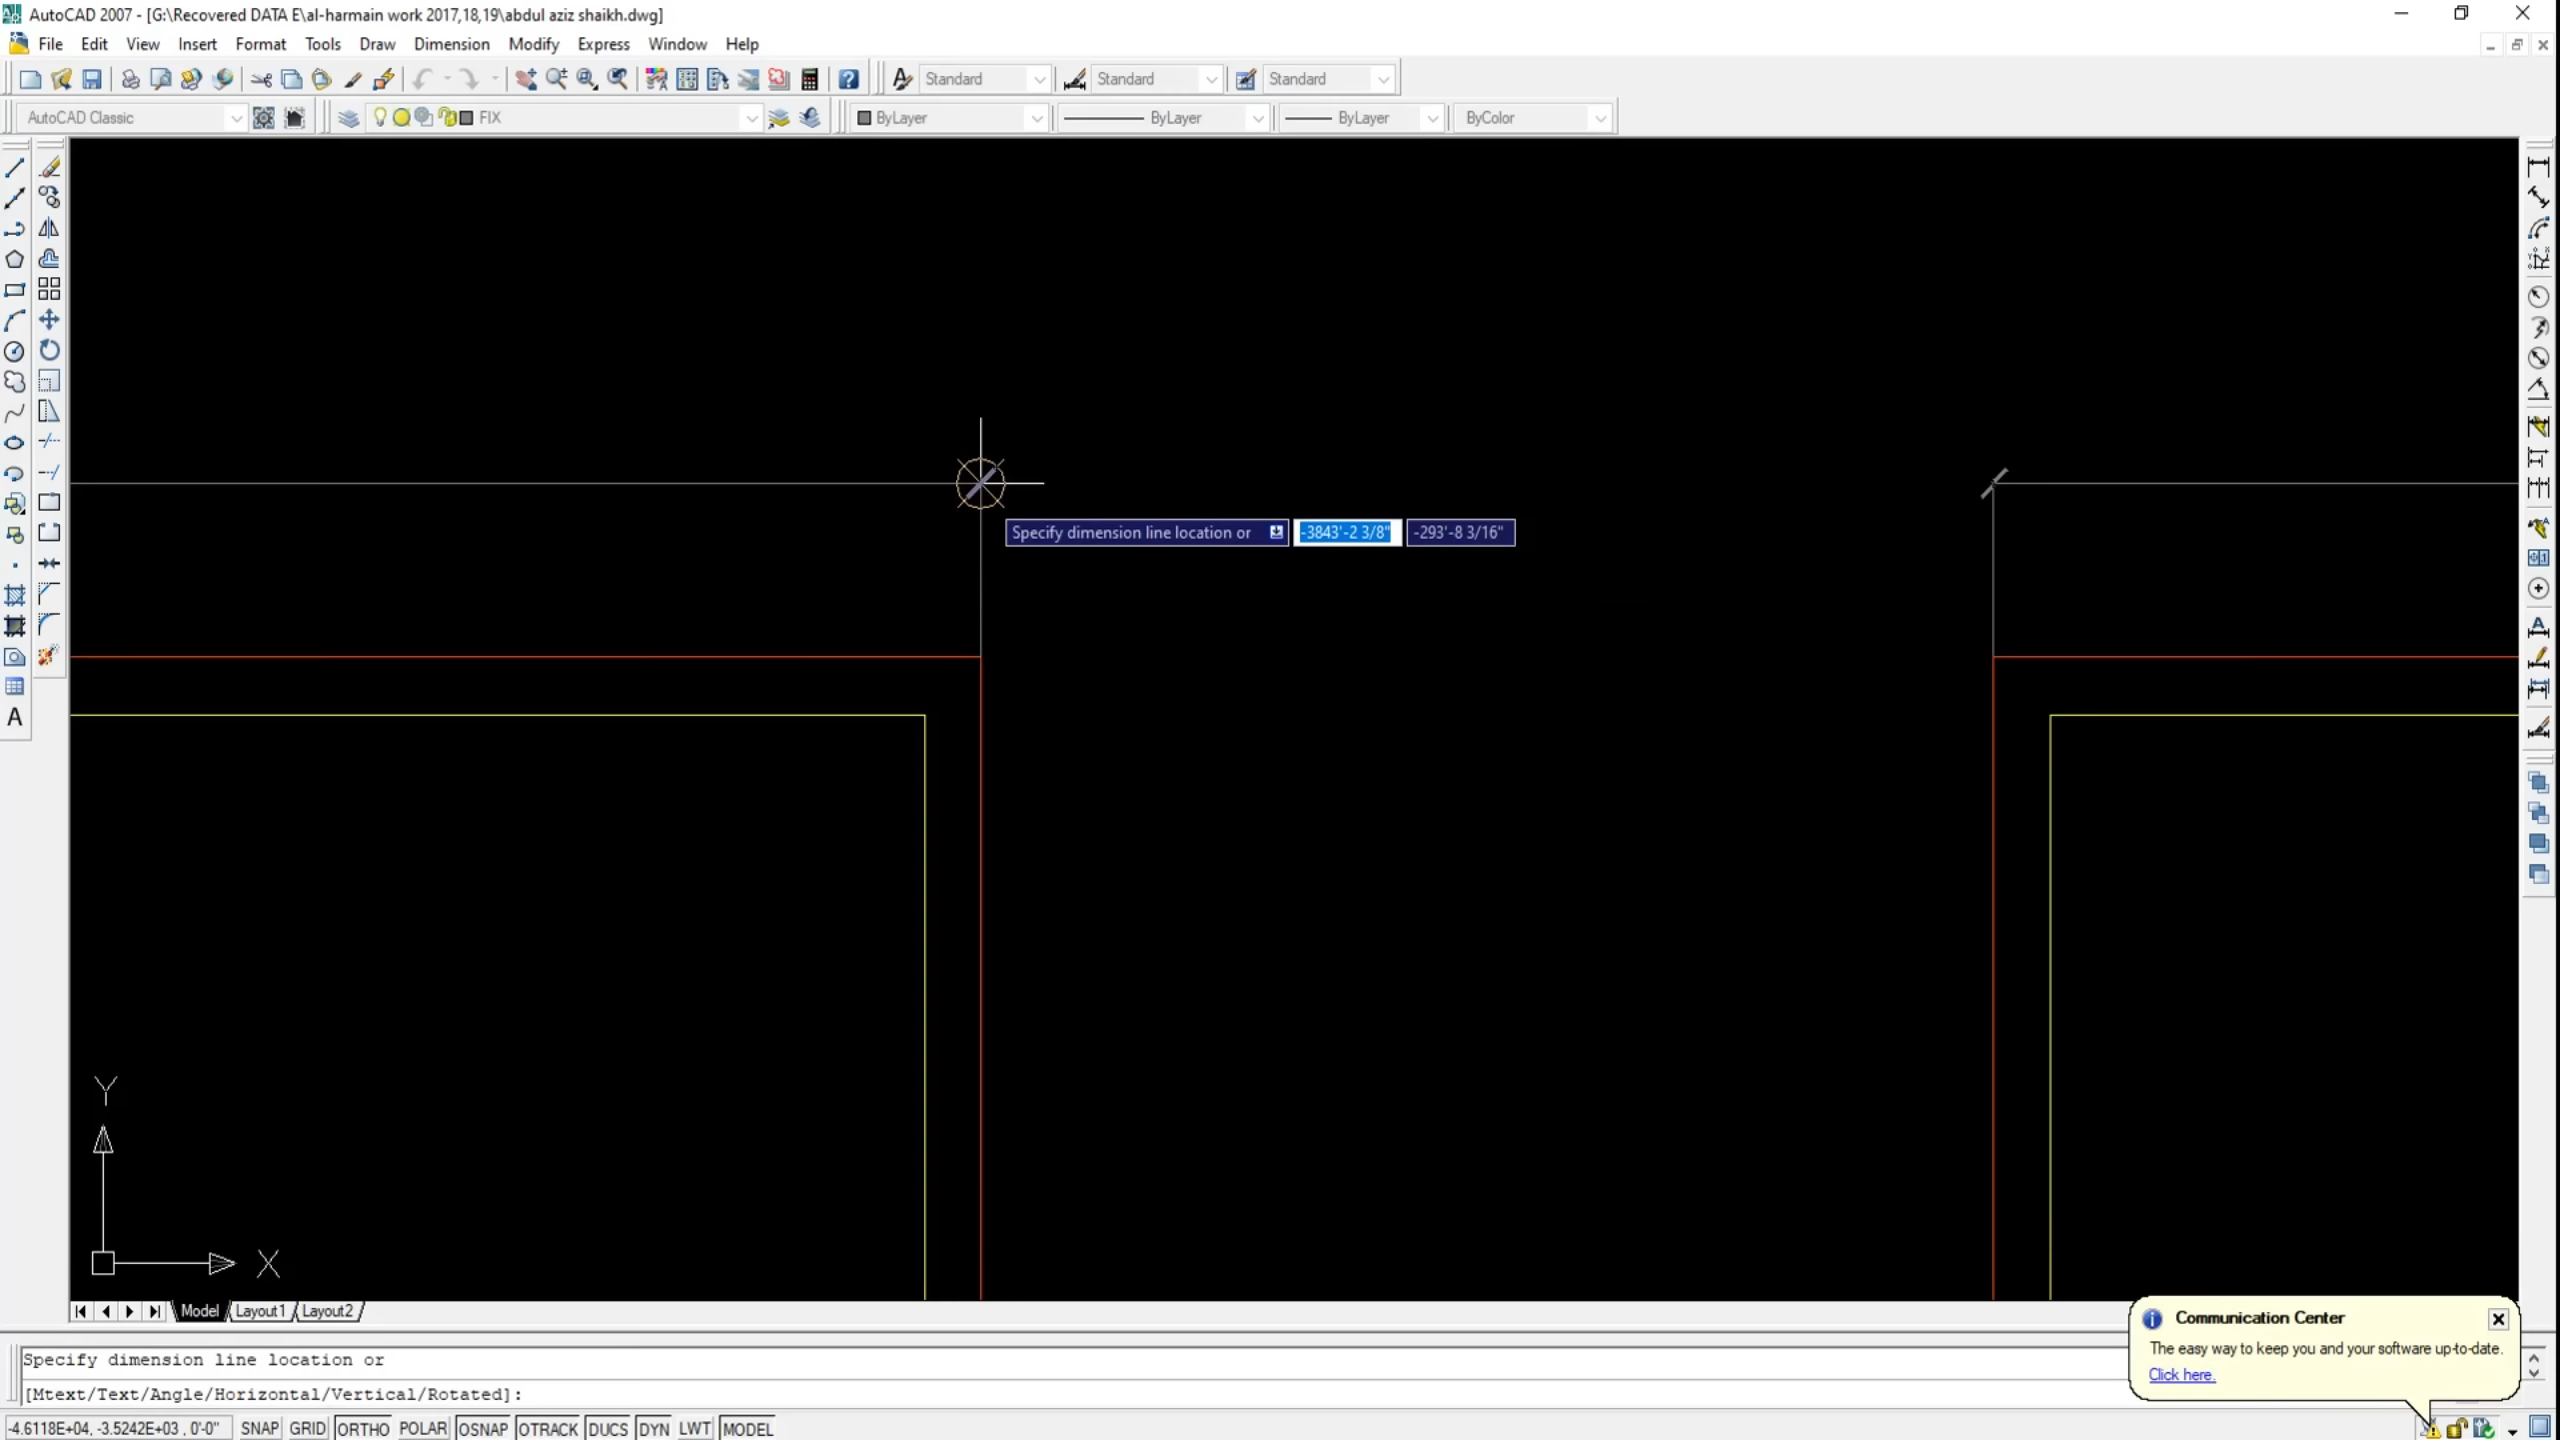 AutoCAD 2007 - [G:\Recovered DATA E\al-harmain work 2017,18,19\abdul aziz shaikh.dwg]
File Edit View Insert Format Tools Draw Dimension Modify Express Window Help
Standard Standard Standard
AutoCAD Classic FIX ByLayer ByLayer ByLayer ByColor
Specify dimension line location or -3843'-2 3/8" -293'-8 3/16"
A
Y
X
Model Layout1 Layout2
Communication Center
The easy way to keep you and your software up-to-date.
Click here.
Specify dimension line location or
[Mtext/Text/Angle/Horizontal/Vertical/Rotated]:
-4.6118E+04, -3.5242E+03 , 0'-0" SNAP GRID ORTHO POLAR OSNAP OTRACK DUCS DYN LWT MODEL